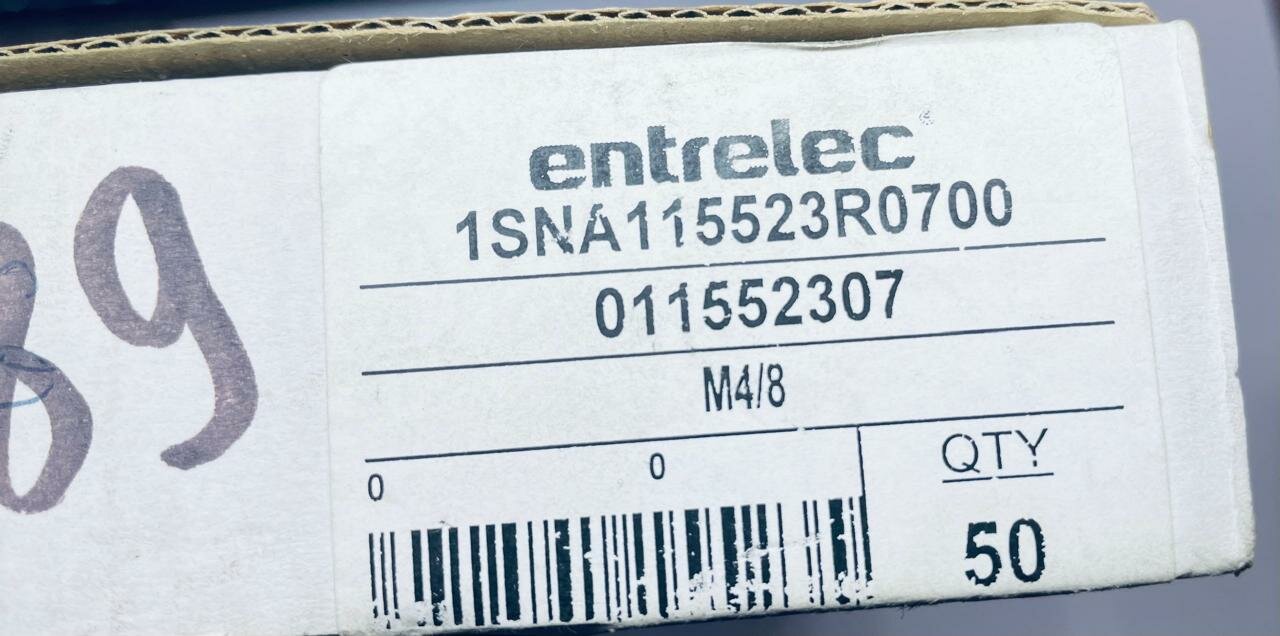 89
entrelec®
1SNA115523R0700
011552307
M4/8
0 0
QTY
50